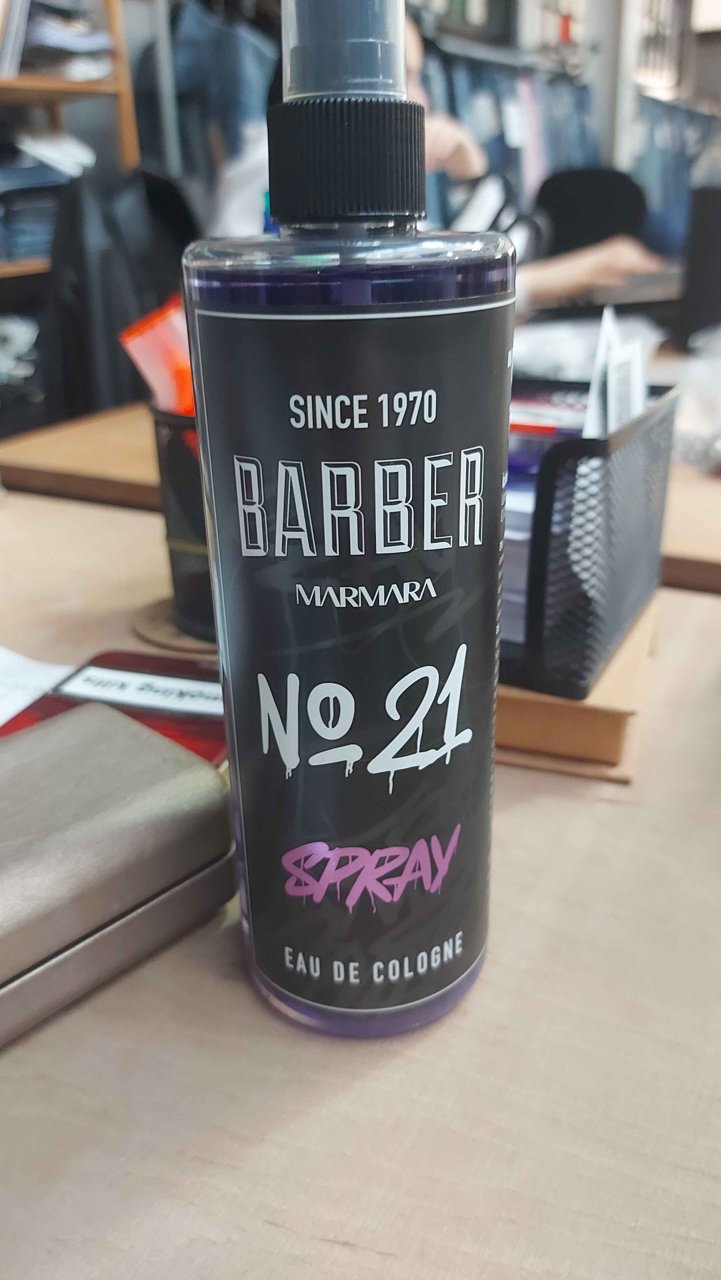 SINCE 1970
BARBER
MARMARA
No 21
SPRAY
EAU DE COLOGNE